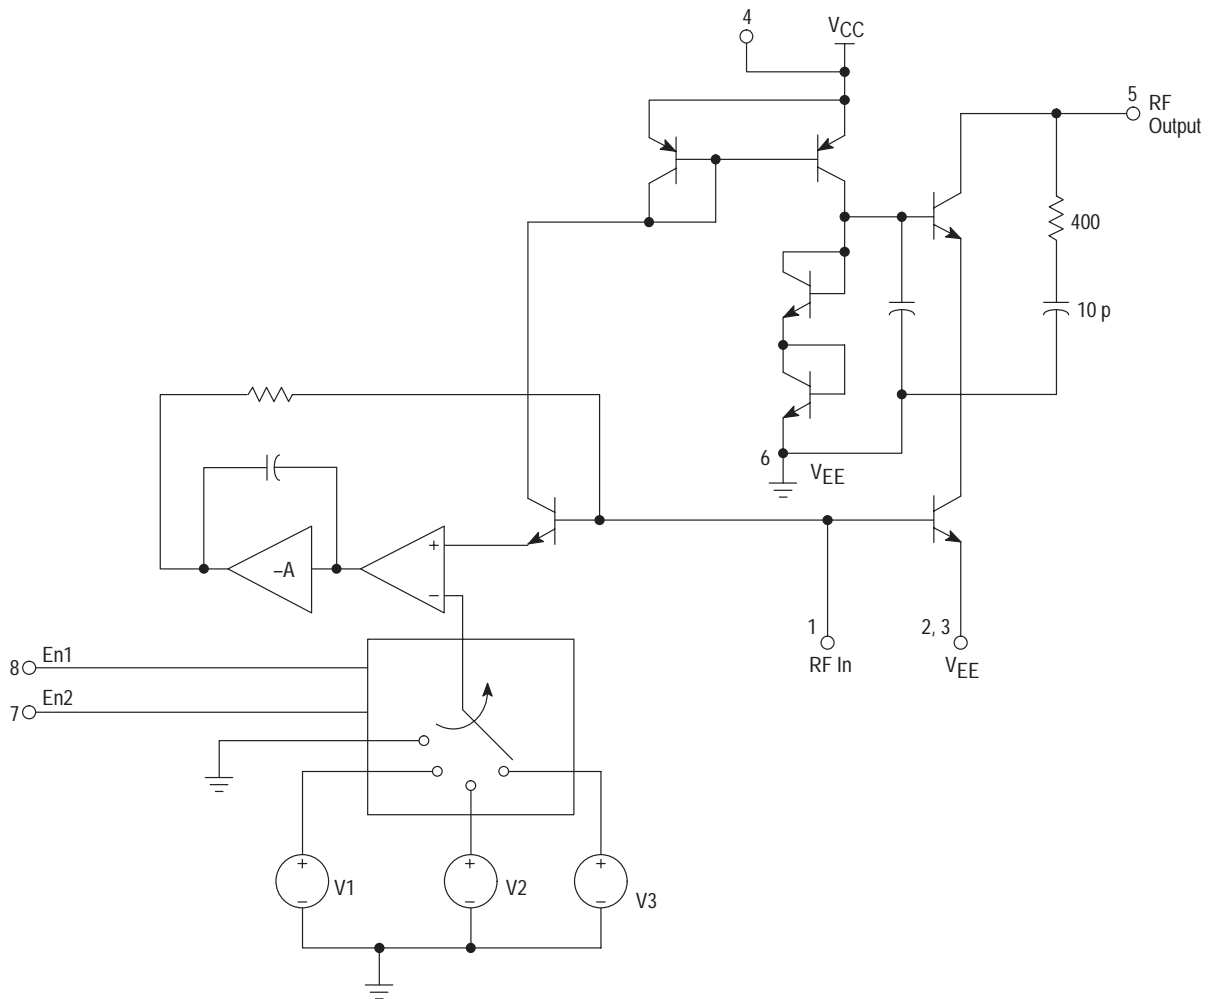 4
VCC
5
RF
Output
400
10 p
6
VEE
–A
+
–
1
RF In
2, 3
VEE
8
En1
7
En2
+
–
V1
+
–
V2
+
–
V3